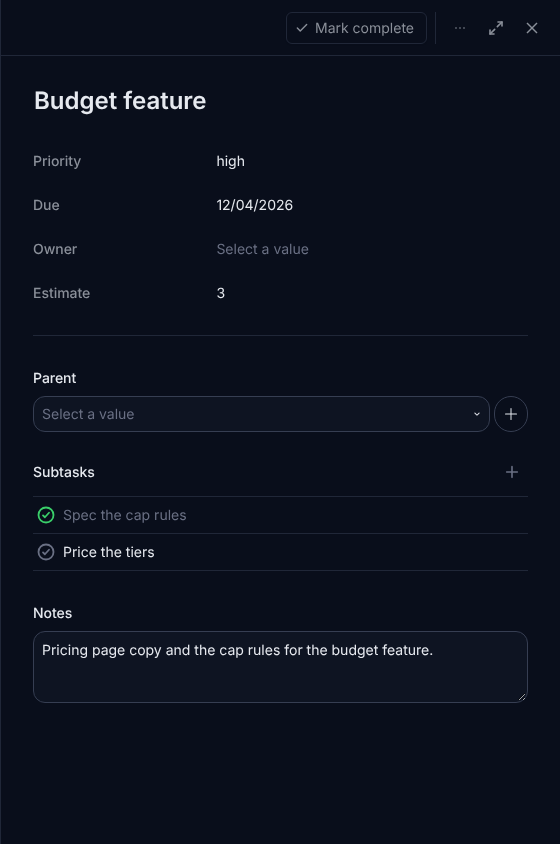 Mark complete
Budget feature
Priority high
Due 12/04/2026
Owner Select a value
Estimate 3
Parent
Select a value
Subtasks
Spec the cap rules
Price the tiers
Notes
Pricing page copy and the cap rules for the budget feature.